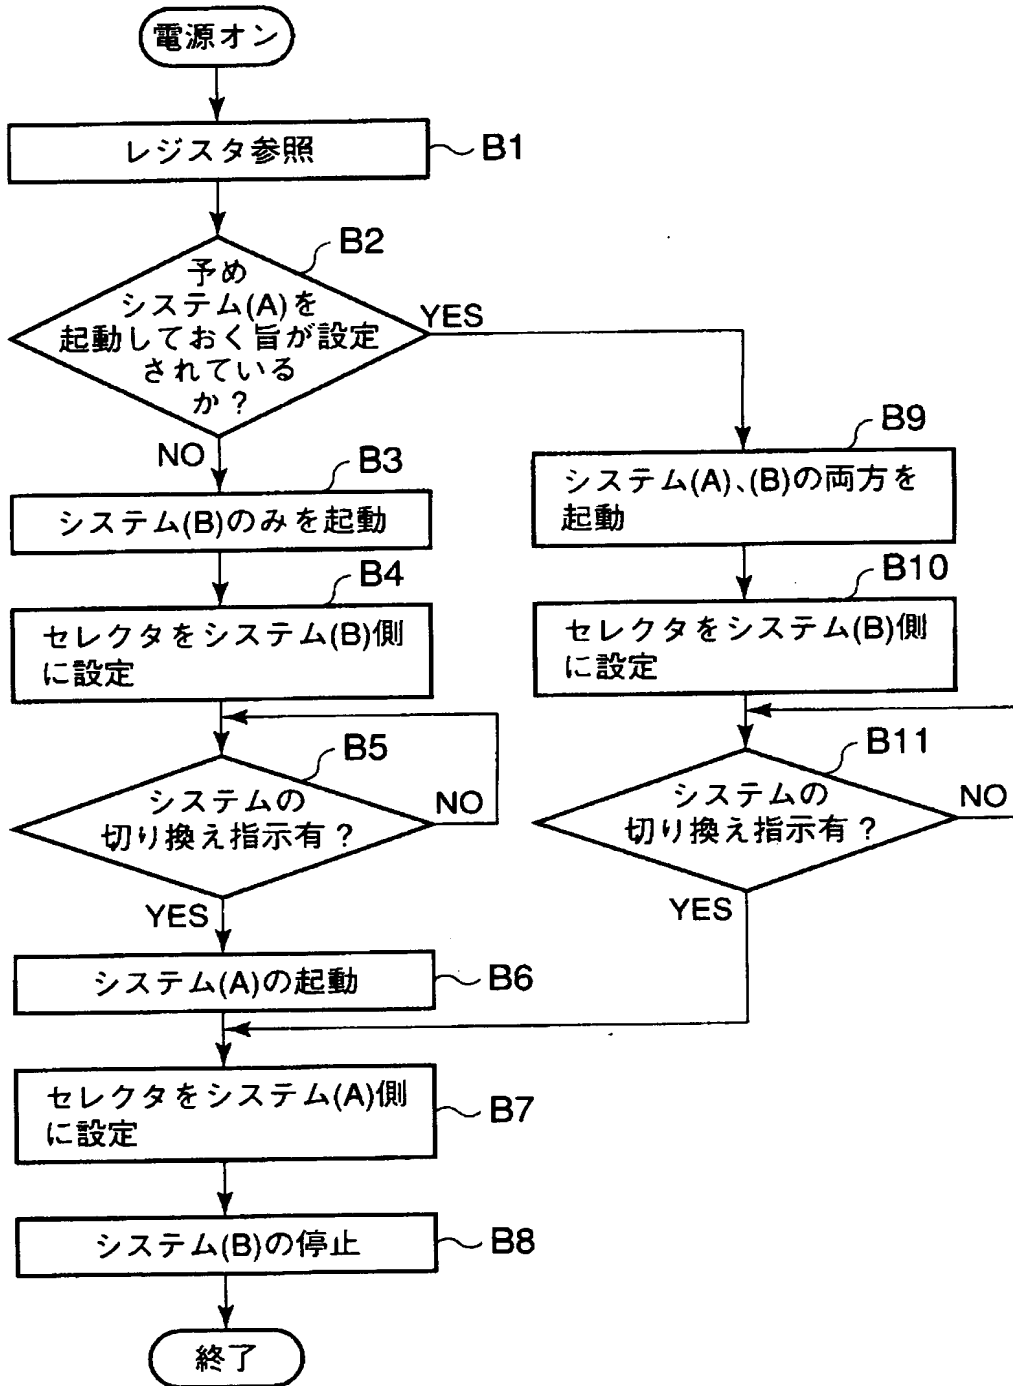 電源オン
レジスタ参照
B1
B2
予め
システム(A)を
起動しておく旨が設定
されている
か？
YES
NO
B3
システム(B)のみを起動
B4
セレクタをシステム(B)側
に設定
B5
システムの
切り換え指示有？
NO
YES
システム(A)の起動
B6
セレクタをシステム(A)側
に設定
B7
システム(B)の停止
B8
終了
B9
システム(A)、(B)の両方を
起動
B10
セレクタをシステム(B)側
に設定
B11
システムの
切り換え指示有？
NO
YES